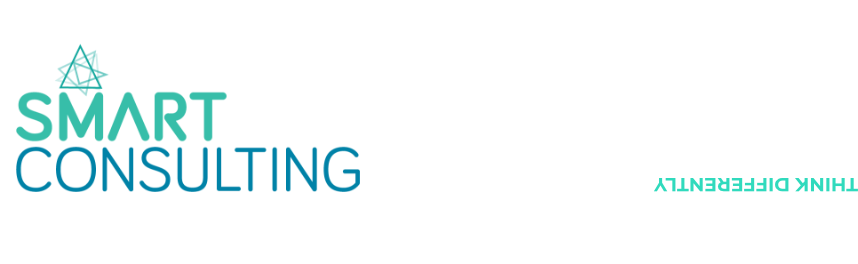 SMART
CONSULTING
THINK DIFFERENTLY